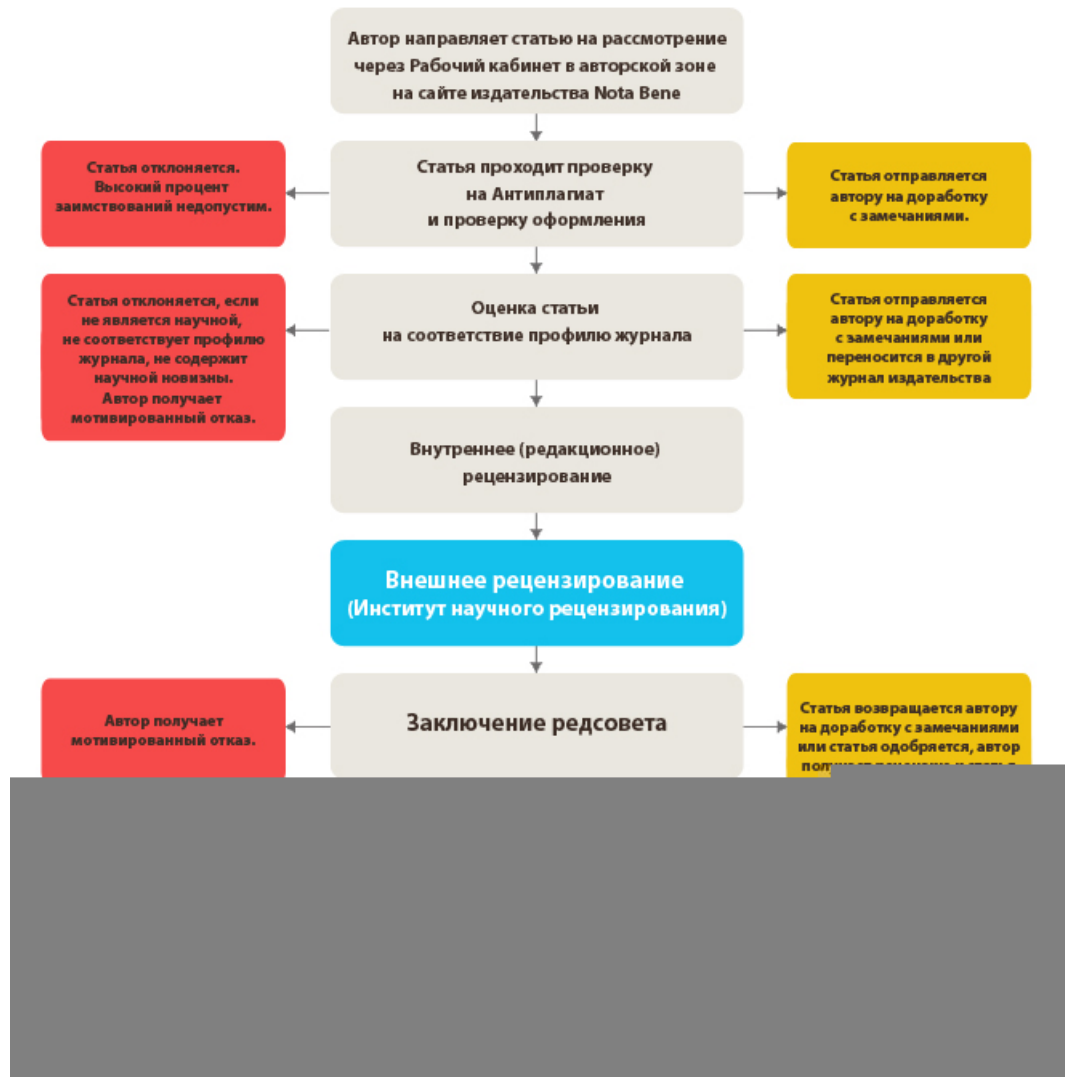 Автор направляет статью на рассмотрение
через Рабочий кабинет в авторской зоне
на сайте издательства Nota Bene
Статья отклоняется.
Высокий процент
заимствований недопустим.
Статья проходит проверку
на Антиплагиат
и проверку оформления
Статья отправляется
автору на доработку
с замечаниями.
Статья отклоняется, если
не является научной,
не соответствует профилю
журнала, не содержит
научной новизны.
Автор получает
мотивированный отказ.
Оценка статьи
на соответствие профилю журнала
Статья отправляется
автору на доработку
с замечаниями или
переносится в другой
журнал издательства
Внутреннее (редакционное)
рецензирование
Внешнее рецензирование
(Институт научного рецензирования)
Автор получает
мотивированный отказ.
Заключение редсовета
Статья возвращается автору
на доработку с замечаниями
или статья одобряется, автор